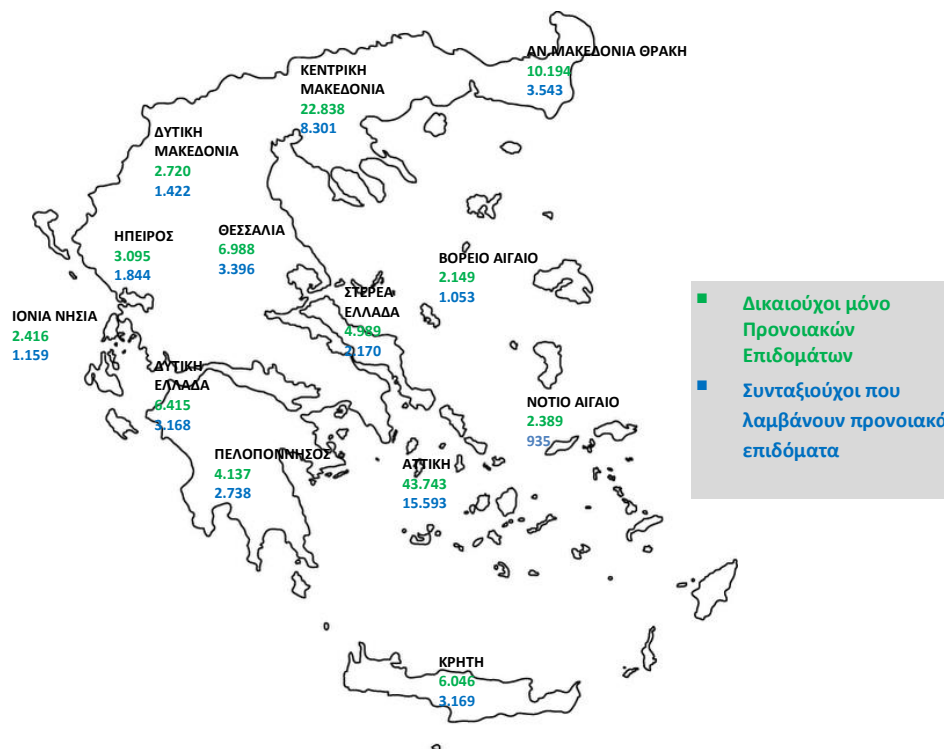 ΑΝ.ΜΑΚΕΔΟΝΙΑ ΘΡΑΚΗ
10.194
3.543
ΚΕΝΤΡΙΚΗ
ΜΑΚΕΔΟΝΙΑ
22.838
8.301
ΔΥΤΙΚΗ
ΜΑΚΕΔΟΝΙΑ
2.720
1.422
ΗΠΕΙΡΟΣ
3.095
1.844
ΘΕΣΣΑΛΙΑ
6.988
3.396
ΒΟΡΕΙΟ ΑΙΓΑΙΟ
2.149
1.053
ΣΤΕΡΕΑ
ΕΛΛΑΔΑ
4.989
2.170
ΙΟΝΙΑ ΝΗΣΙΑ
2.416
1.159
ΔΥΤΙΚΗ
ΕΛΛΑΔΑ
6.415
3.168
ΝΟΤΙΟ ΑΙΓΑΙΟ
2.389
935
ΠΕΛΟΠΟΝΝΗΣΟΣ
4.137
2.738
ΑΤΤΙΚΗ
43.743
15.593
ΚΡΗΤΗ
6.046
3.169
Δικαιούχοι μόνο
Προνοιακών
Επιδομάτων
Συνταξιούχοι που
λαμβάνουν προνοιακά
επιδόματα